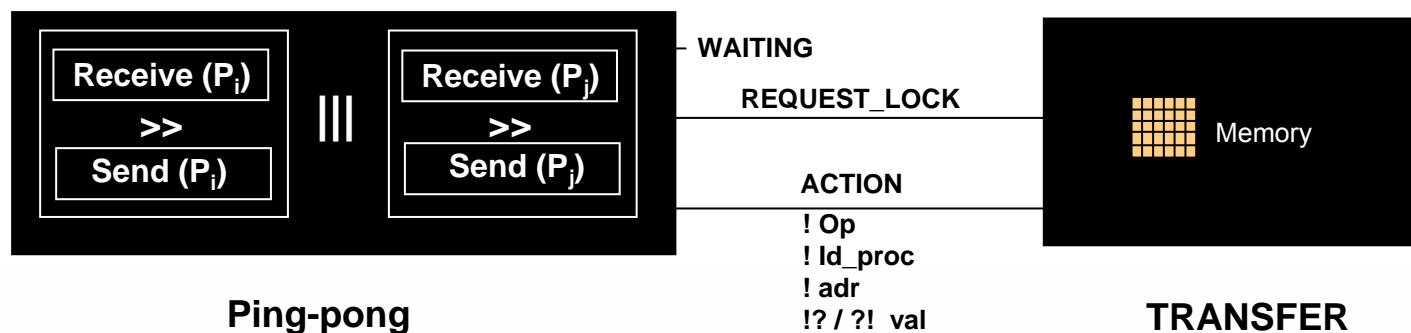 Receive (Pi)
>>
Send (Pi)
|||
Receive (Pj)
>>
Send (Pj)
WAITING
REQUEST_LOCK
ACTION
! Op
! Id_proc
! adr
!? / ?! val
Memory
Ping-pong
TRANSFER